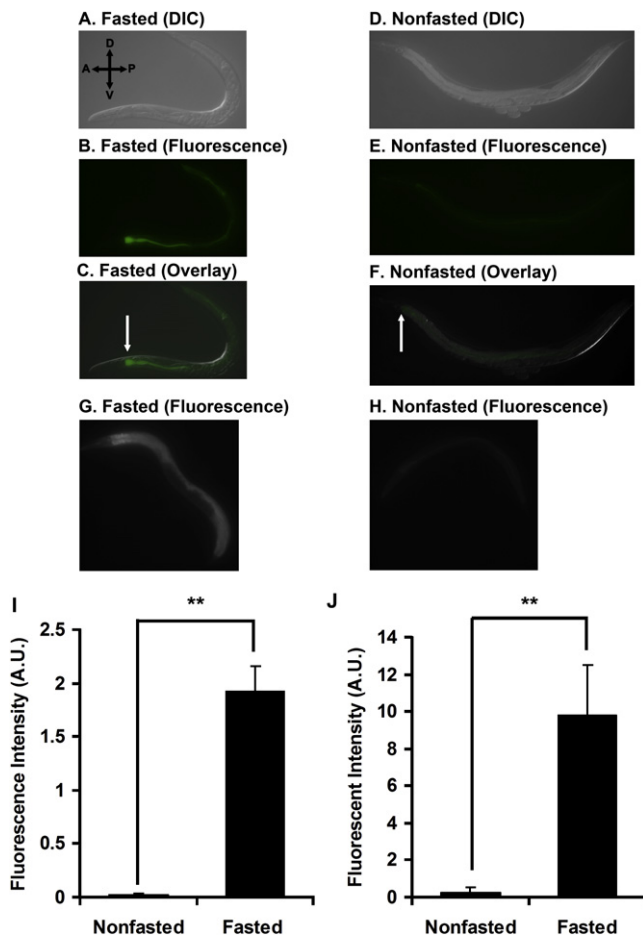 A. Fasted (DIC)
D
A P
V
B. Fasted (Fluorescence)
C. Fasted (Overlay)
D. Nonfasted (DIC)
E. Nonfasted (Fluorescence)
F. Nonfasted (Overlay)
G. Fasted (Fluorescence)
H. Nonfasted (Fluorescence)
I
**
Fluorescence Intensity (A.U.)
2.5
2
1.5
1
0.5
0
Nonfasted Fasted
J
**
Fluorescent Intensity (A.U.)
14
12
10
8
6
4
2
0
Nonfasted Fasted